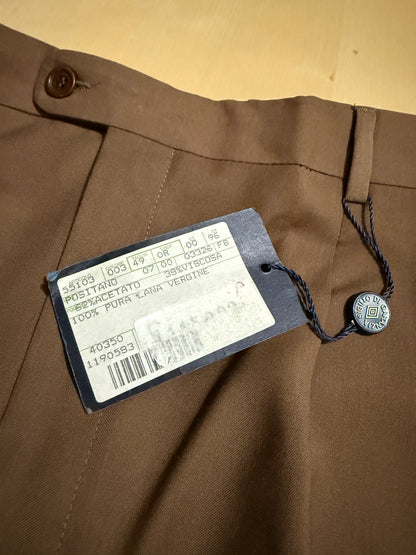 55103 003 49 OR 00 96
POSITANO 07 00 03326 FB
62%ACETATO 38%VISCOSA
100% PURA LANA VERGINE
40350
1190583